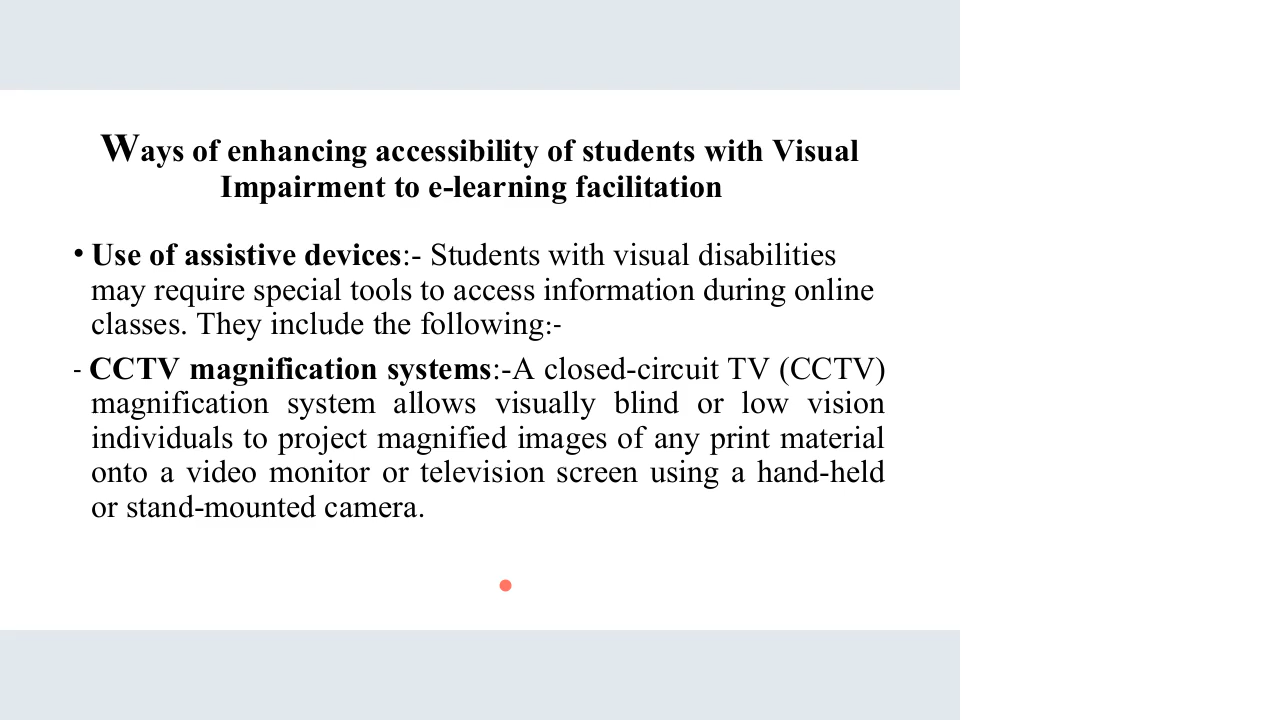 Ways of enhancing accessibility of students with Visual
Impairment to e-learning facilitation
• Use of assistive devices:- Students with visual disabilities
may require special tools to access information during online
classes. They include the following:-
- CCTV magnification systems:-A closed-circuit TV (CCTV)
magnification system allows visually blind or low vision
individuals to project magnified images of any print material
onto a video monitor or television screen using a hand-held
or stand-mounted camera.